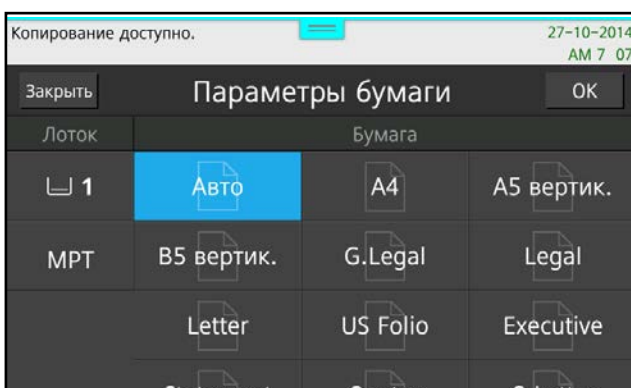 Копирование доступно.
27-10-2014
AM 7 07
Закрыть
Параметры бумаги
OK
Лоток
Бумага
1
Авто
A4
A5 вертик.
MPT
B5 вертик.
G.Legal
Legal
Letter
US Folio
Executive